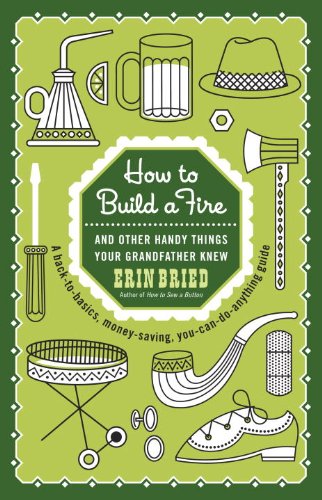 How to
Build a Fire
AND OTHER HANDY THINGS
YOUR GRANDFATHER KNEW
ERIN BRIED
Author of How to Sew a Button
A back-to-basics, money-saving, you-can-do-anything guide